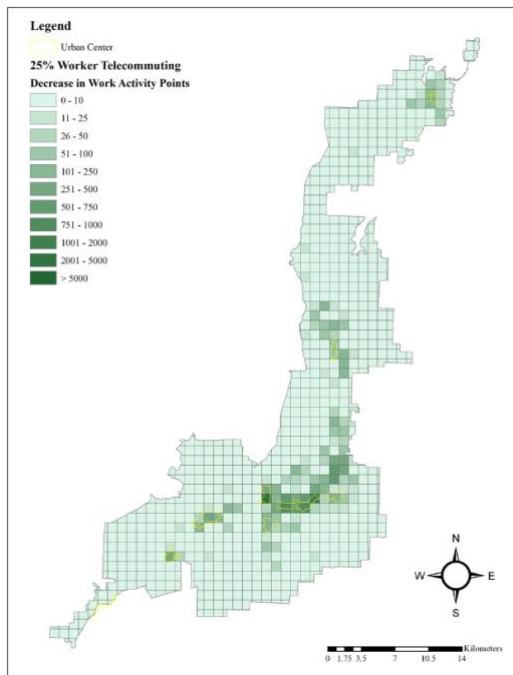 Legend
Urban Center
25% Worker Telecommuting
Decrease in Work Activity Points
0 - 10
11 - 25
26 - 50
51 - 100
101 - 250
251 - 500
501 - 750
751 - 1000
1001 - 2000
2001 - 5000
> 5000
N
W E
S
Kilometers
0 1.75 3.5 7 10.5 14